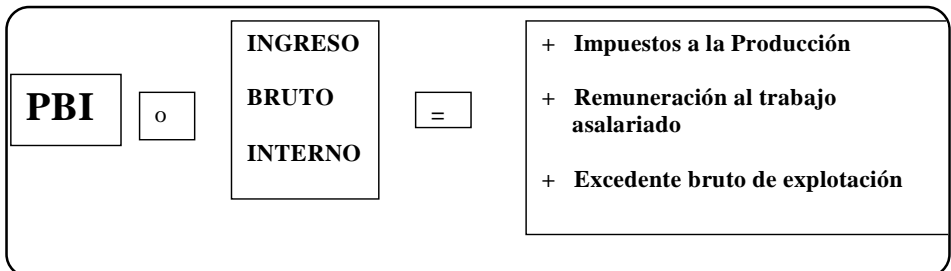 PBI
o
INGRESO
BRUTO
INTERNO
=
+ Impuestos a la Producción
+ Remuneración al trabajo
asalariado
+ Excedente bruto de explotación